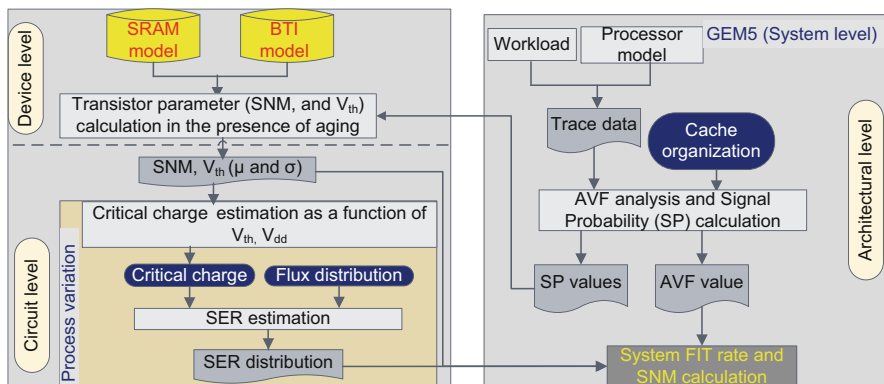 Device level
SRAM
model
BTI
model
Transistor parameter (SNM, and Vth)
calculation in the presence of aging
SNM, Vth (μ and σ)
Circuit level
Process variation
Critical charge estimation as a function of
Vth, Vdd
Critical charge
Flux distribution
SER estimation
SER distribution
GEM5 (System level)
Workload
Processor
model
Trace data
Cache
organization
AVF analysis and Signal
Probability (SP) calculation
SP values
AVF value
System FIT rate and
SNM calculation
Architectural level